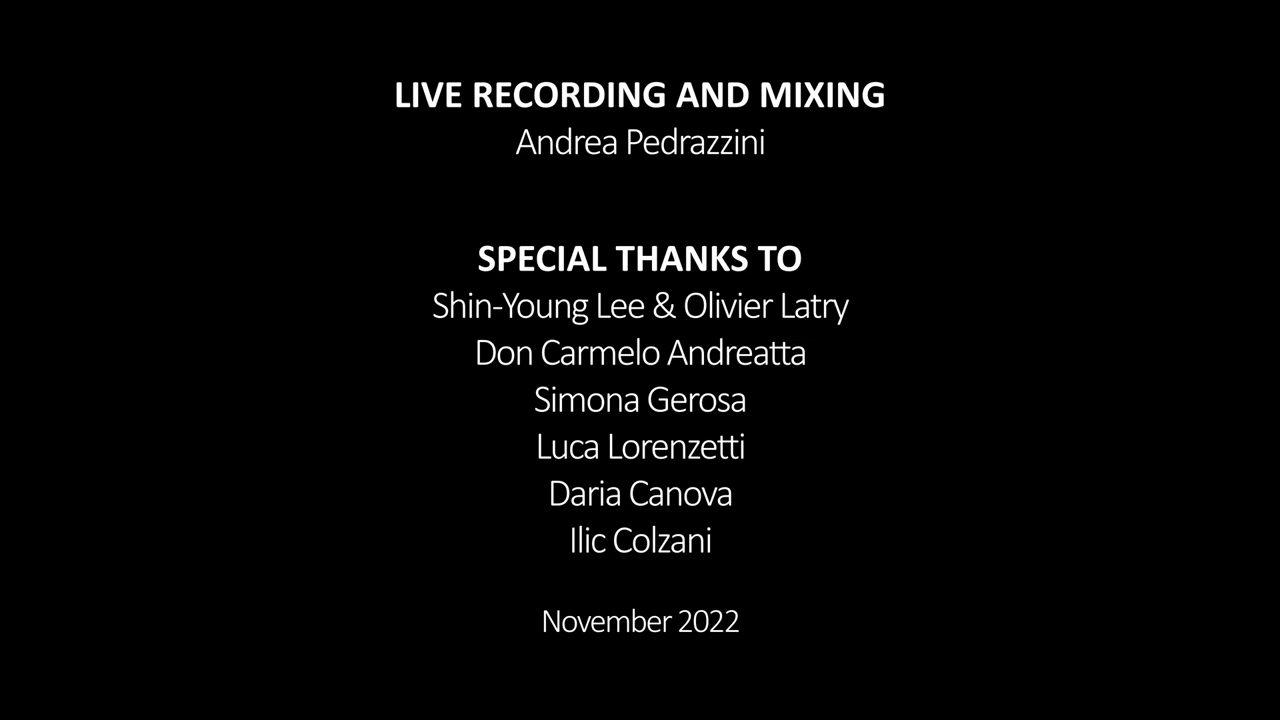 LIVE RECORDING AND MIXING
Andrea Pedrazzini
SPECIAL THANKS TO
Shin-Young Lee & Olivier Latry
Don Carmelo Andreatta
Simona Gerosa
Luca Lorenzetti
Daria Canova
Ilic Colzani
November 2022